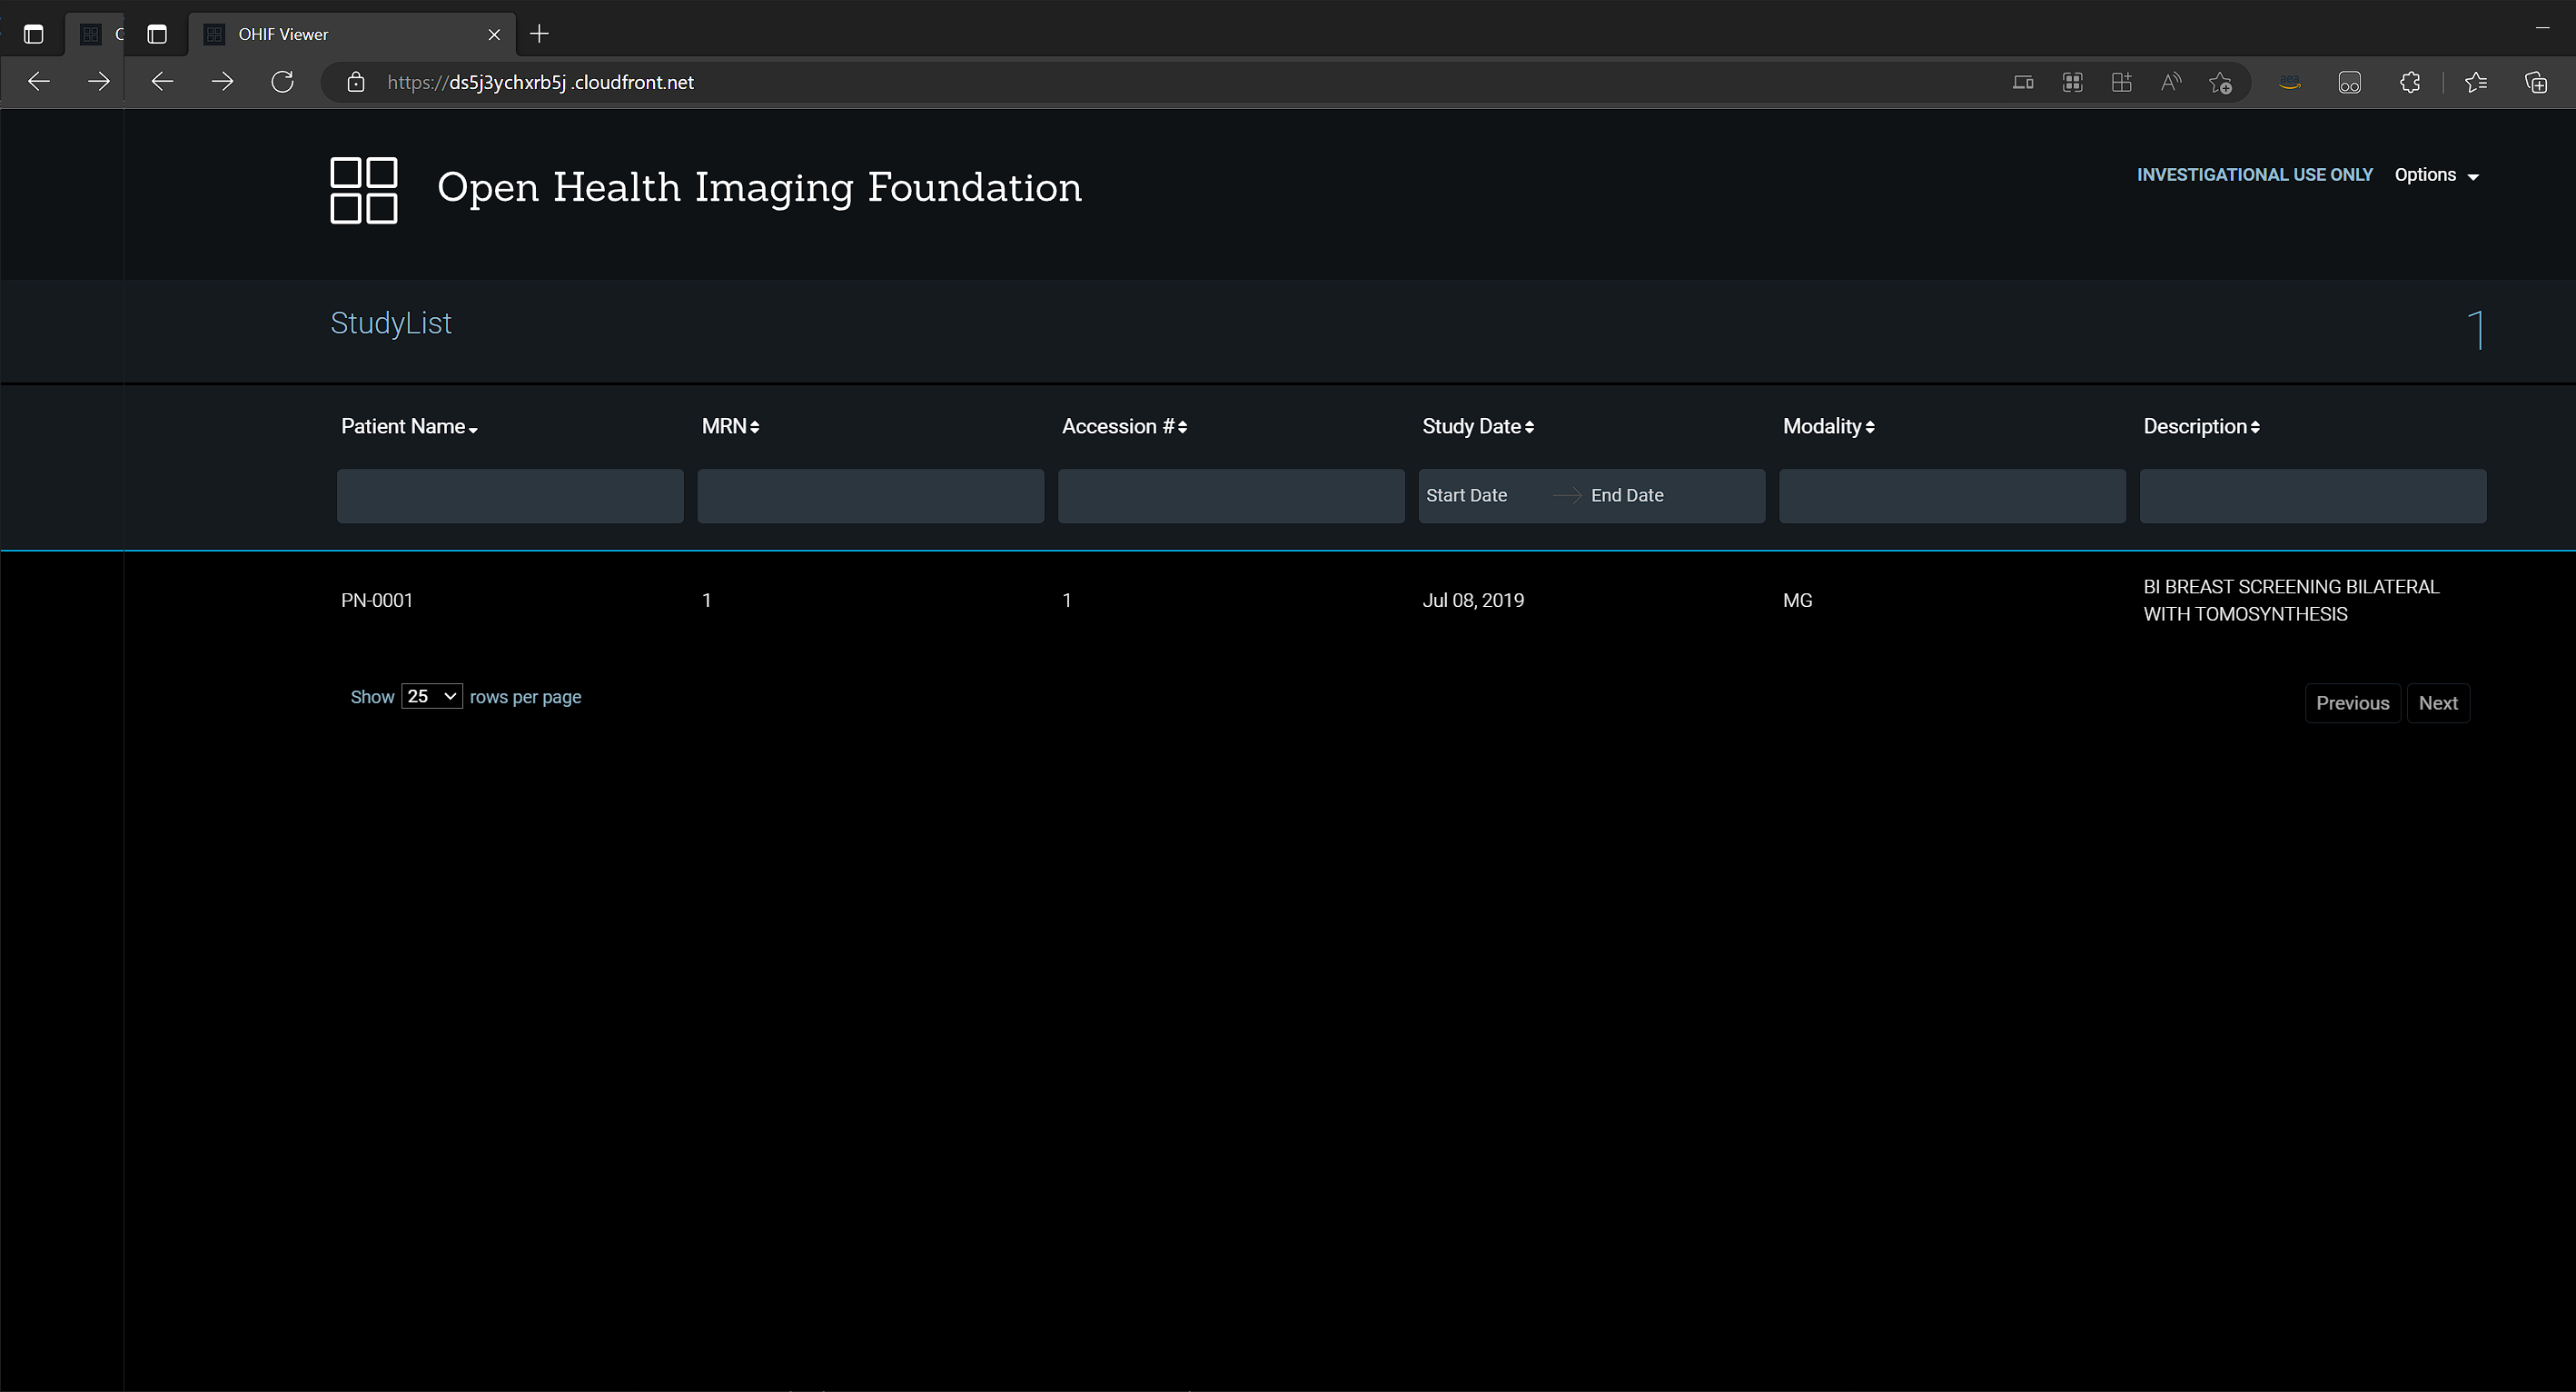 OHIF Viewer
https://ds5j3ychxrb5j .cloudfront.net
Open Health Imaging Foundation
INVESTIGATIONAL USE ONLY Options
StudyList
1
Patient Name MRN Accession # Study Date Modality Description
Start Date End Date
PN-0001 1 1 Jul 08, 2019 MG BI BREAST SCREENING BILATERAL
WITH TOMOSYNTHESIS
Show 25 rows per page
Previous Next